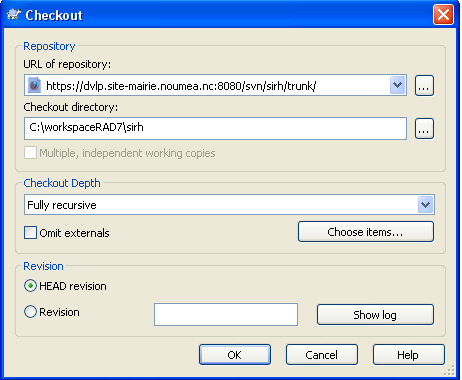 Checkout
Repository
URL of repository:
https://dvlp.site-mairie.noumea.nc:8080/svn/sirh/trunk/
...
Checkout directory:
C:\workspaceRAD7\sirh
...
Multiple, independent working copies
Checkout Depth
Fully recursive
Omit externals
Choose items...
Revision
HEAD revision
Revision
Show log
OK
Cancel
Help